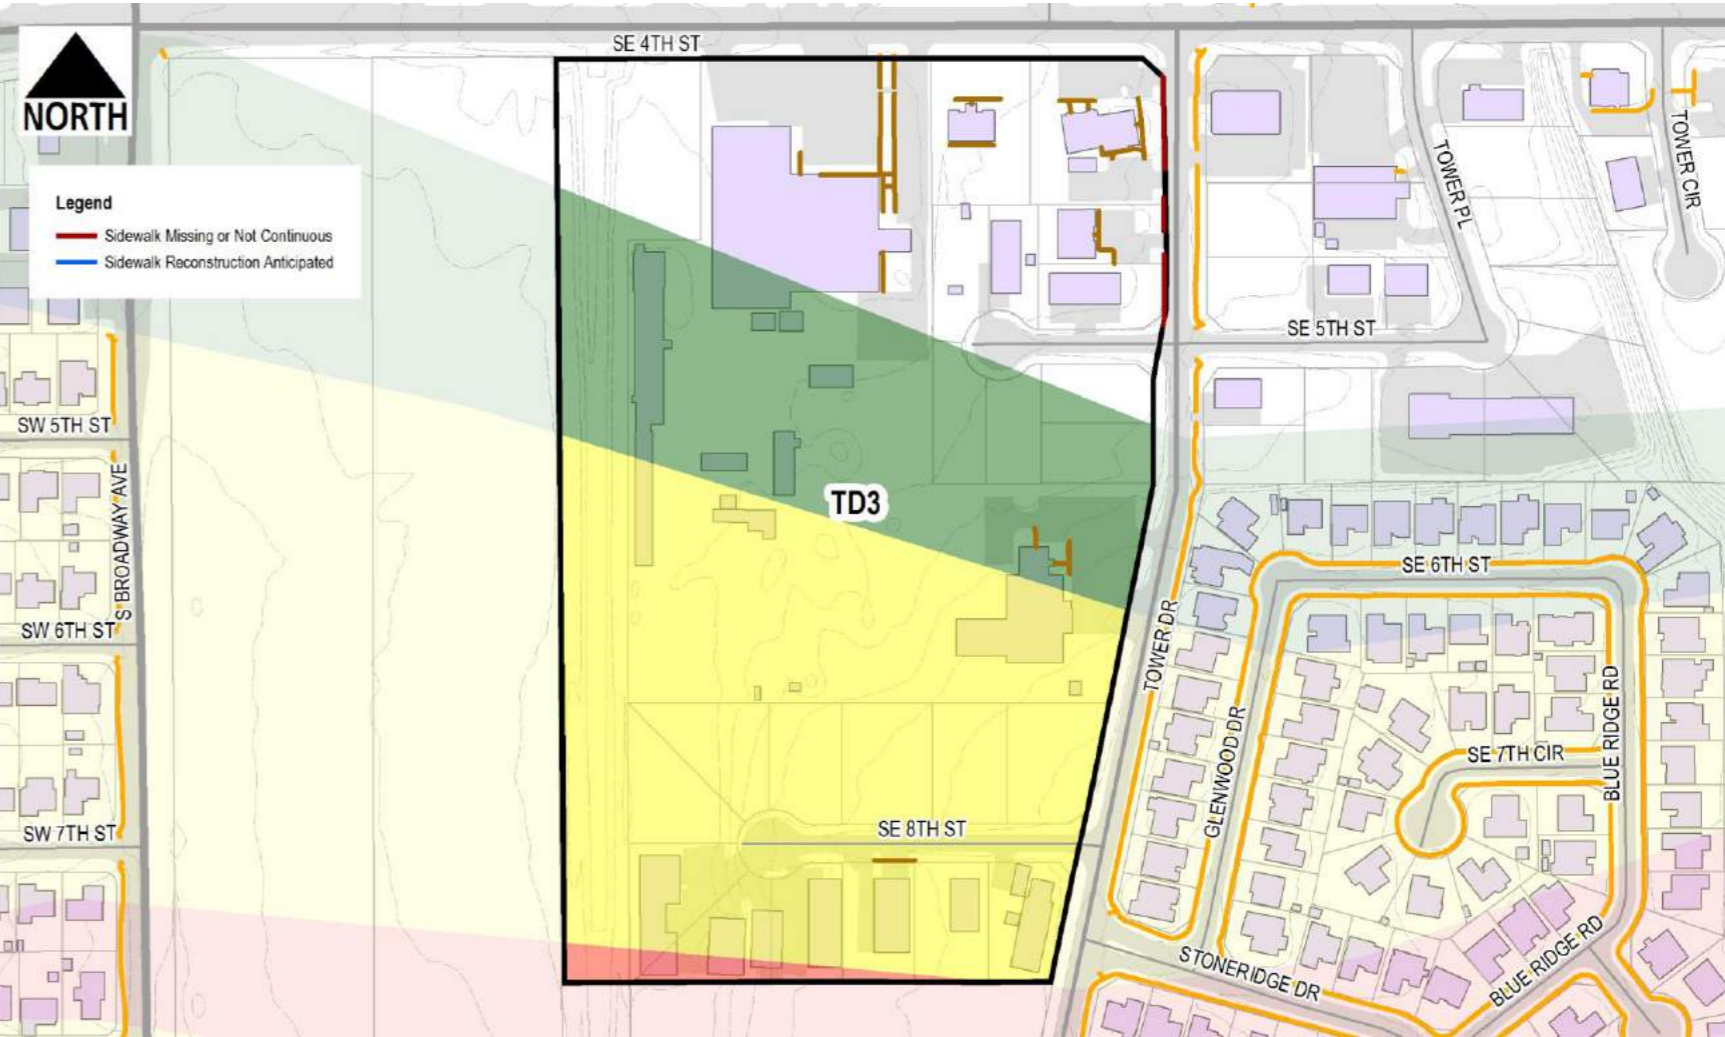 SE 4TH ST
NORTH
TOWER CIR
TOWER PL
Legend
Sidewalk Missing or Not Continuous
Sidewalk Reconstruction Anticipated
SE 5TH ST
SW 5TH ST
S BROADWAY AVE
TD3
SE 6TH ST
SW 6TH ST
TOWER DR
GLENWOOD DR
BLUE RIDGE RD
SE 7TH CIR
SW 7TH ST
SE 8TH ST
STONERIDGE DR
BLUE RIDGE RD